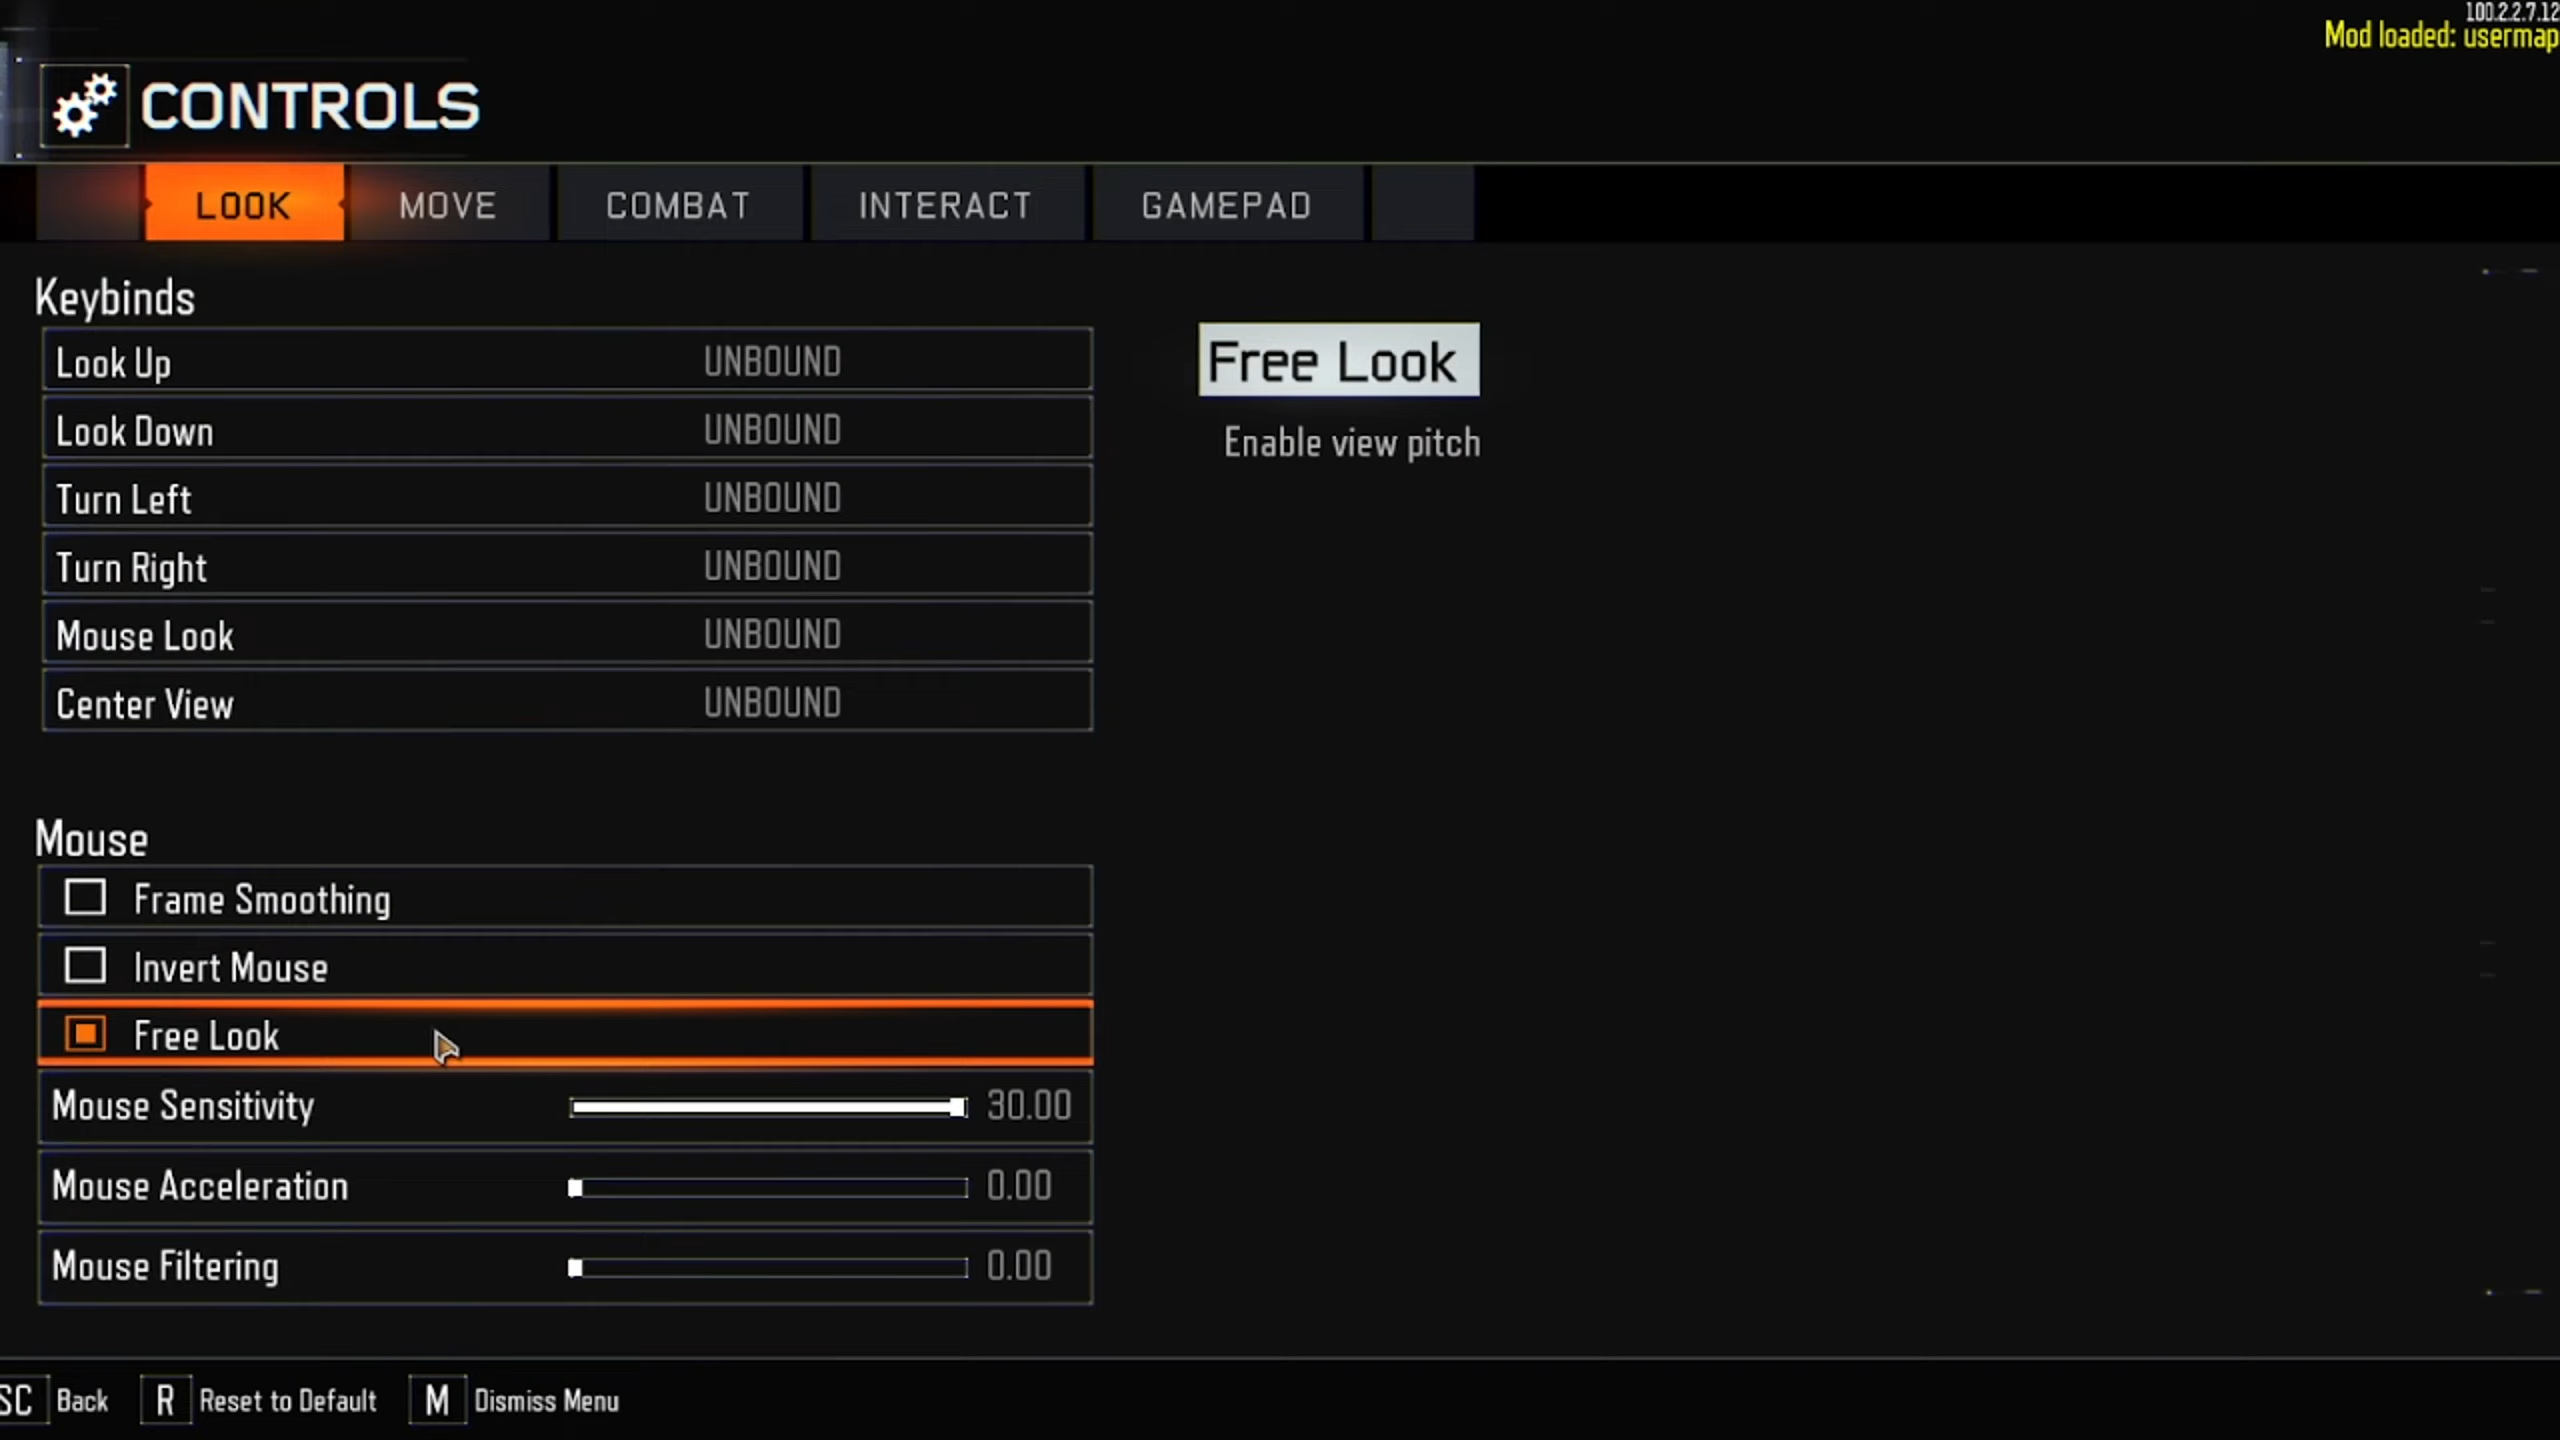 100.2.2.7.12
Mod loaded: usermap
CONTROLS
LOOK MOVE COMBAT INTERACT GAMEPAD
Keybinds
Look Up UNBOUND
Look Down UNBOUND
Turn Left UNBOUND
Turn Right UNBOUND
Mouse Look UNBOUND
Center View UNBOUND
Free Look
Enable view pitch
Mouse
Frame Smoothing
Invert Mouse
Free Look
Mouse Sensitivity 30.00
Mouse Acceleration 0.00
Mouse Filtering 0.00
SC Back R Reset to Default M Dismiss Menu